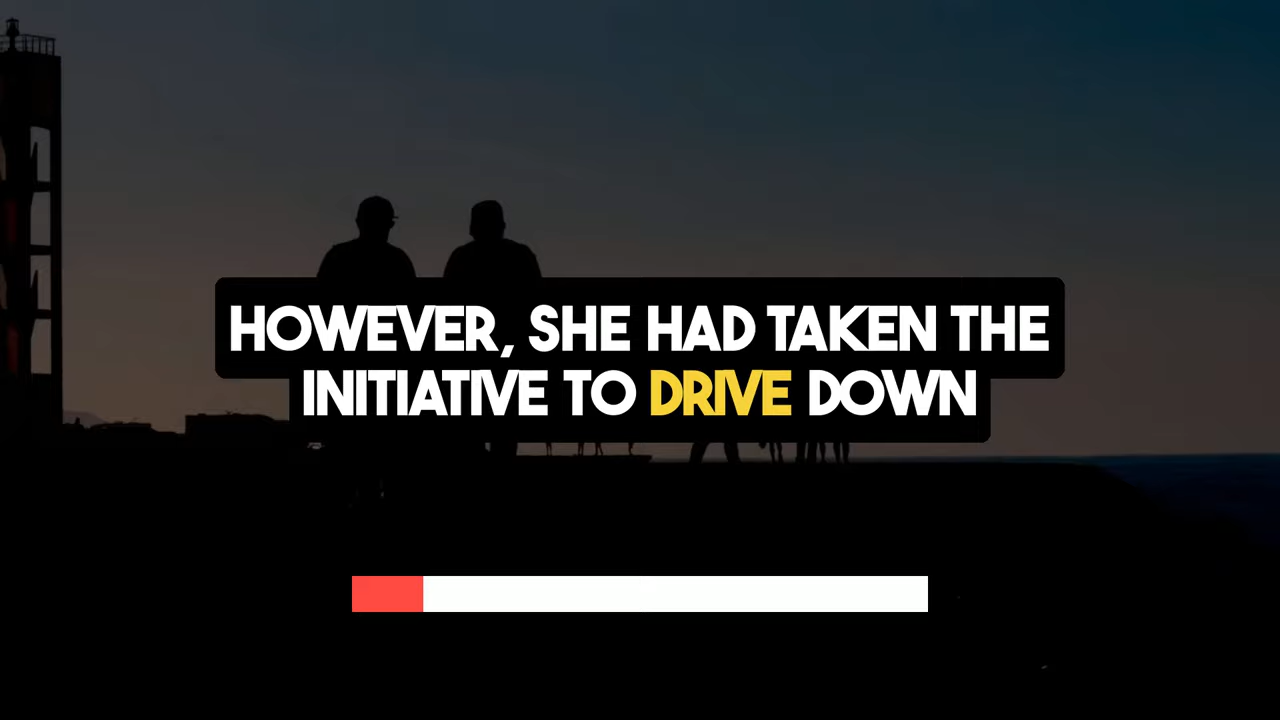 HOWEVER, SHE HAD TAKEN THE
INITIATIVE TO DRIVE DOWN